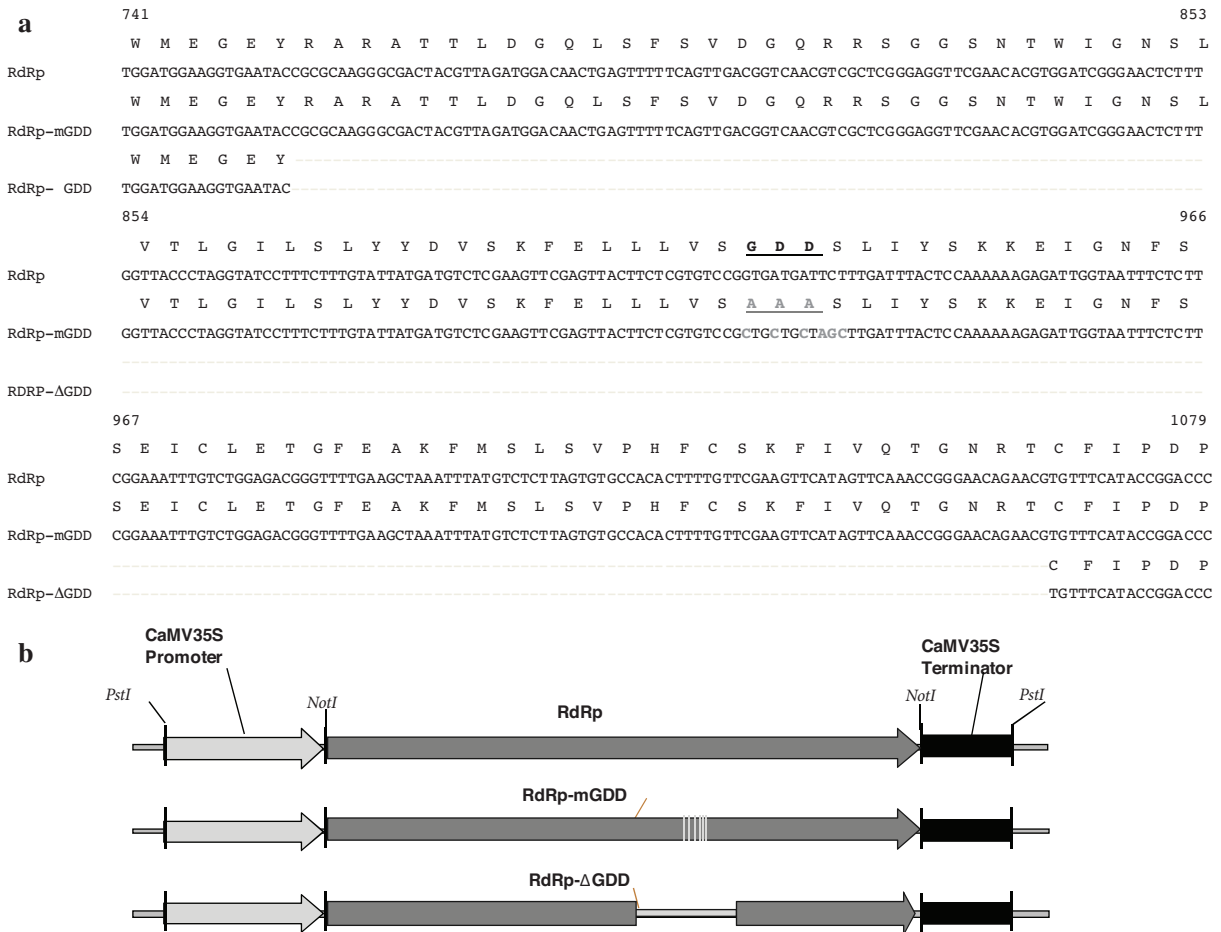 a
741 853
W M E G E Y R A R A T T L D G Q L S F S V D G Q R R S G G S N T W I G N S L
RdRp TGGATGGAAGGTGAATACCGCGCAAGGGCGACTACGTTAGATGGACAACTGAGTTTTTCAGTTGACGGTCAACGTCGCTCGGGAGGTTCGAACACGTGGATCGGGAACTCTTT
W M E G E Y R A R A T T L D G Q L S F S V D G Q R R S G G S N T W I G N S L
RdRp-mGDD TGGATGGAAGGTGAATACCGCGCAAGGGCGACTACGTTAGATGGACAACTGAGTTTTTCAGTTGACGGTCAACGTCGCTCGGGAGGTTCGAACACGTGGATCGGGAACTCTTT
W M E G E Y
RdRp- GDD TGGATGGAAGGTGAATAC
854 966
V T L G I L S L Y Y D V S K F E L L L V S G D D S L I Y S K K E I G N F S
RdRp GGTTACCCTAGGTATCCTTTCTTTGTATTATGATGTCTCGAAGTTCGAGTTACTTCTCGTGTCCGGTGATGATTCTTTGATTTACTCCAAAAAAGAGATTGGTAATTTCTCTT
V T L G I L S L Y Y D V S K F E L L L V S A A A S L I Y S K K E I G N F S
RdRp-mGDD GGTTACCCTAGGTATCCTTTCTTTGTATTATGATGTCTCGAAGTTCGAGTTACTTCTCGTGTCCGCTGCTGCTAGCTTGATTTACTCCAAAAAAGAGATTGGTAATTTCTCTT
RDRP-ΔGDD
967 1079
S E I C L E T G F E A K F M S L S V P H F C S K F I V Q T G N R T C F I P D P
RdRp CGGAAATTTGTCTGGAGACGGGTTTTGAAGCTAAATTTATGTCTCTTAGTGTGCCACACTTTTGTTCGAAGTTCATAGTTCAAACCGGGAACAGAACGTGTTTCATACCGGACCC
S E I C L E T G F E A K F M S L S V P H F C S K F I V Q T G N R T C F I P D P
RdRp-mGDD CGGAAATTTGTCTGGAGACGGGTTTTGAAGCTAAATTTATGTCTCTTAGTGTGCCACACTTTTGTTCGAAGTTCATAGTTCAAACCGGGAACAGAACGTGTTTCATACCGGACCC
C F I P D P
RdRp-ΔGDD TGTTTCATACCGGACCC
b
CaMV35S
Promoter
CaMV35S
Terminator
PstI NotI RdRp NotI PstI
RdRp-mGDD
RdRp-ΔGDD